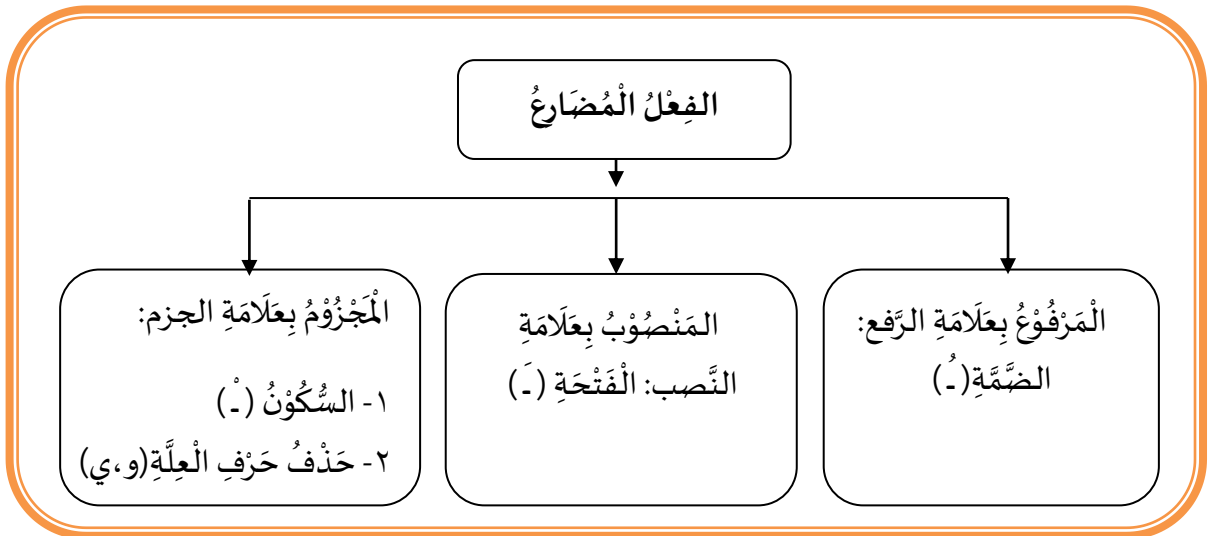 الفِعْلُ الْمُضَارِعُ
الْمَرْفُوْعُ بِعَلَامَةِ الرَّفع:
الضَّمَّةِ(ـُ)
المَنْصُوْبُ بِعَلَامَةِ
النَّصب: الْفَتْحَةِ (ـَ)
الْمَجْزُوْمُ بِعَلَامَةِ الجزم:
١- السُّكُوْنُ (ـْ)
٢- حَذْفُ حَرْفِ الْعِلَّةِ(و،ي)